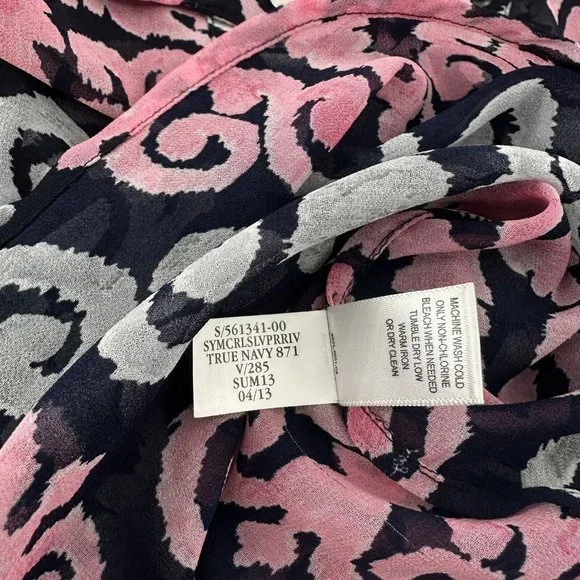 S/561341-00
SYMCRLSLVPRRIV
TRUE NAVY 871
V/285
SUM13
04/13
MACHINE WASH COLD
ONLY NON-CHLORINE
BLEACH WHEN NEEDED
TUMBLE DRY LOW
WARM IRON
OR DRY CLEAN